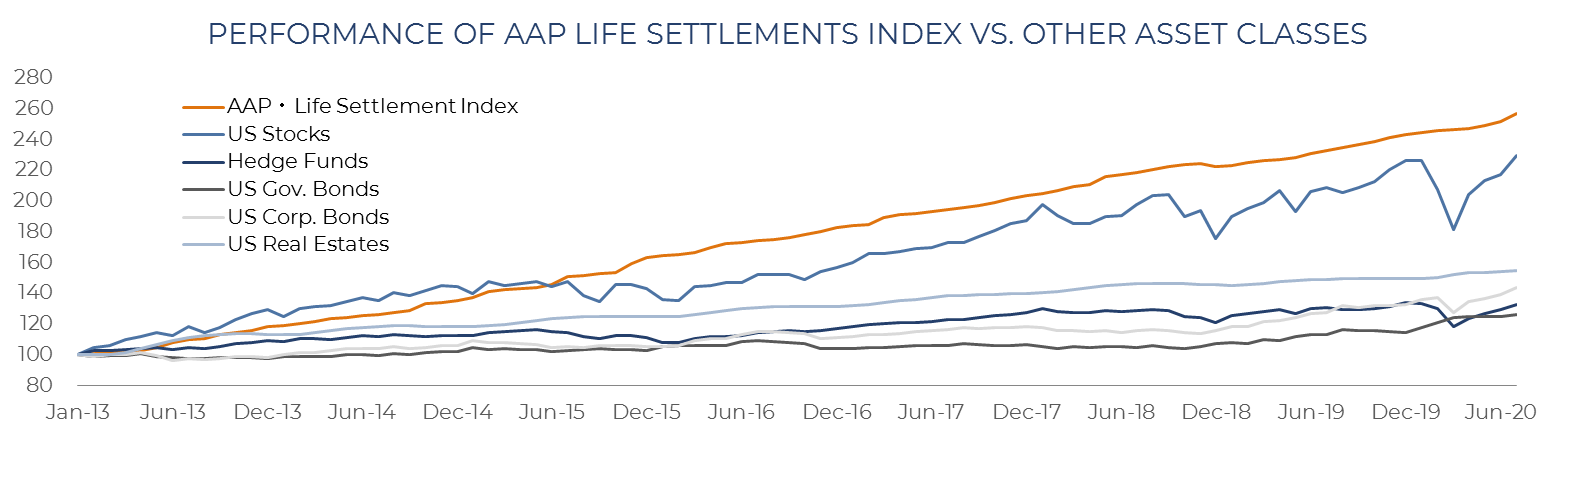 PERFORMANCE OF AAP LIFE SETTLEMENTS INDEX VS. OTHER ASSET CLASSES
280
260
240
220
200
180
160
140
120
100
80
AAP • Life Settlement Index
US Stocks
Hedge Funds
US Gov. Bonds
US Corp. Bonds
US Real Estates
Jan-13 Jun-13 Dec-13 Jun-14 Dec-14 Jun-15 Dec-15 Jun-16 Dec-16 Jun-17 Dec-17 Jun-18 Dec-18 Jun-19 Dec-19 Jun-20